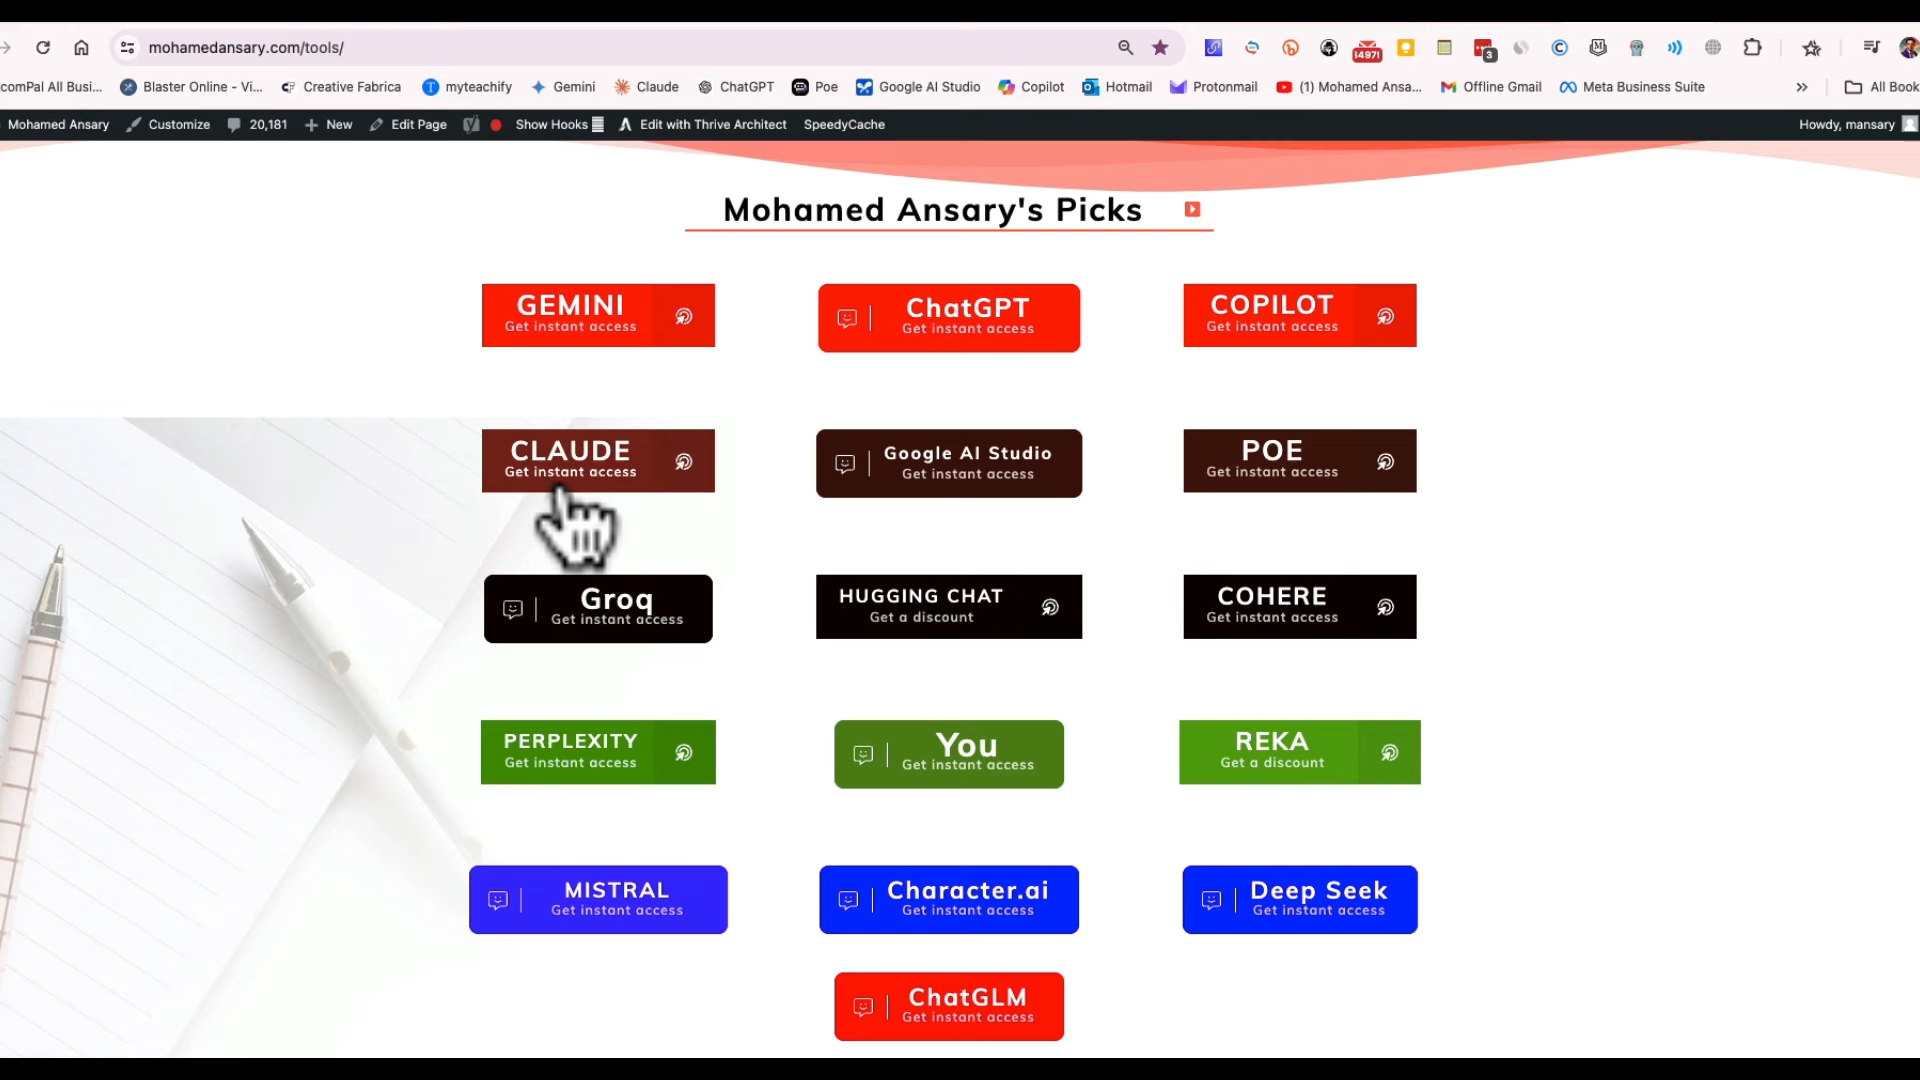 mohamedansary.com/tools/
14971
3
comPal All Busi...
Blaster Online - Vi...
Creative Fabrica
myteachify
Gemini
Claude
ChatGPT
Poe
Google AI Studio
Copilot
Hotmail
Protonmail
(1) Mohamed Ansa...
Offline Gmail
Meta Business Suite
All Book
Mohamed Ansary
Customize
20,181
New
Edit Page
Show Hooks
Edit with Thrive Architect
SpeedyCache
Howdy, mansary
Mohamed Ansary's Picks
GEMINI
Get instant access
ChatGPT
Get instant access
COPILOT
Get instant access
CLAUDE
Get instant access
Google AI Studio
Get instant access
POE
Get instant access
Groq
Get instant access
HUGGING CHAT
Get a discount
COHERE
Get instant access
PERPLEXITY
Get instant access
You
Get instant access
REKA
Get a discount
MISTRAL
Get instant access
Character.ai
Get instant access
Deep Seek
Get instant access
ChatGLM
Get instant access